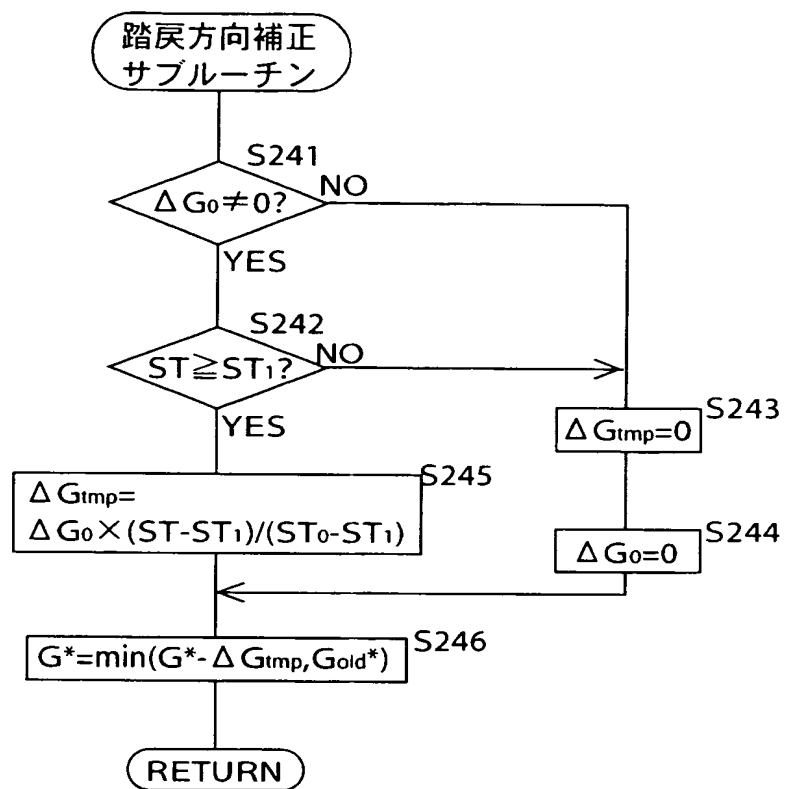 踏戻方向補正
サブルーチン
S241
ΔG₀≠0?
NO
YES
S242
ST≧ST₁?
NO
YES
S243
ΔGtmp=0
S245
ΔGtmp=
ΔG₀×(ST-ST₁)/(ST₀-ST₁)
S244
ΔG₀=0
S246
G*=min(G*-ΔGtmp,Gold*)
RETURN